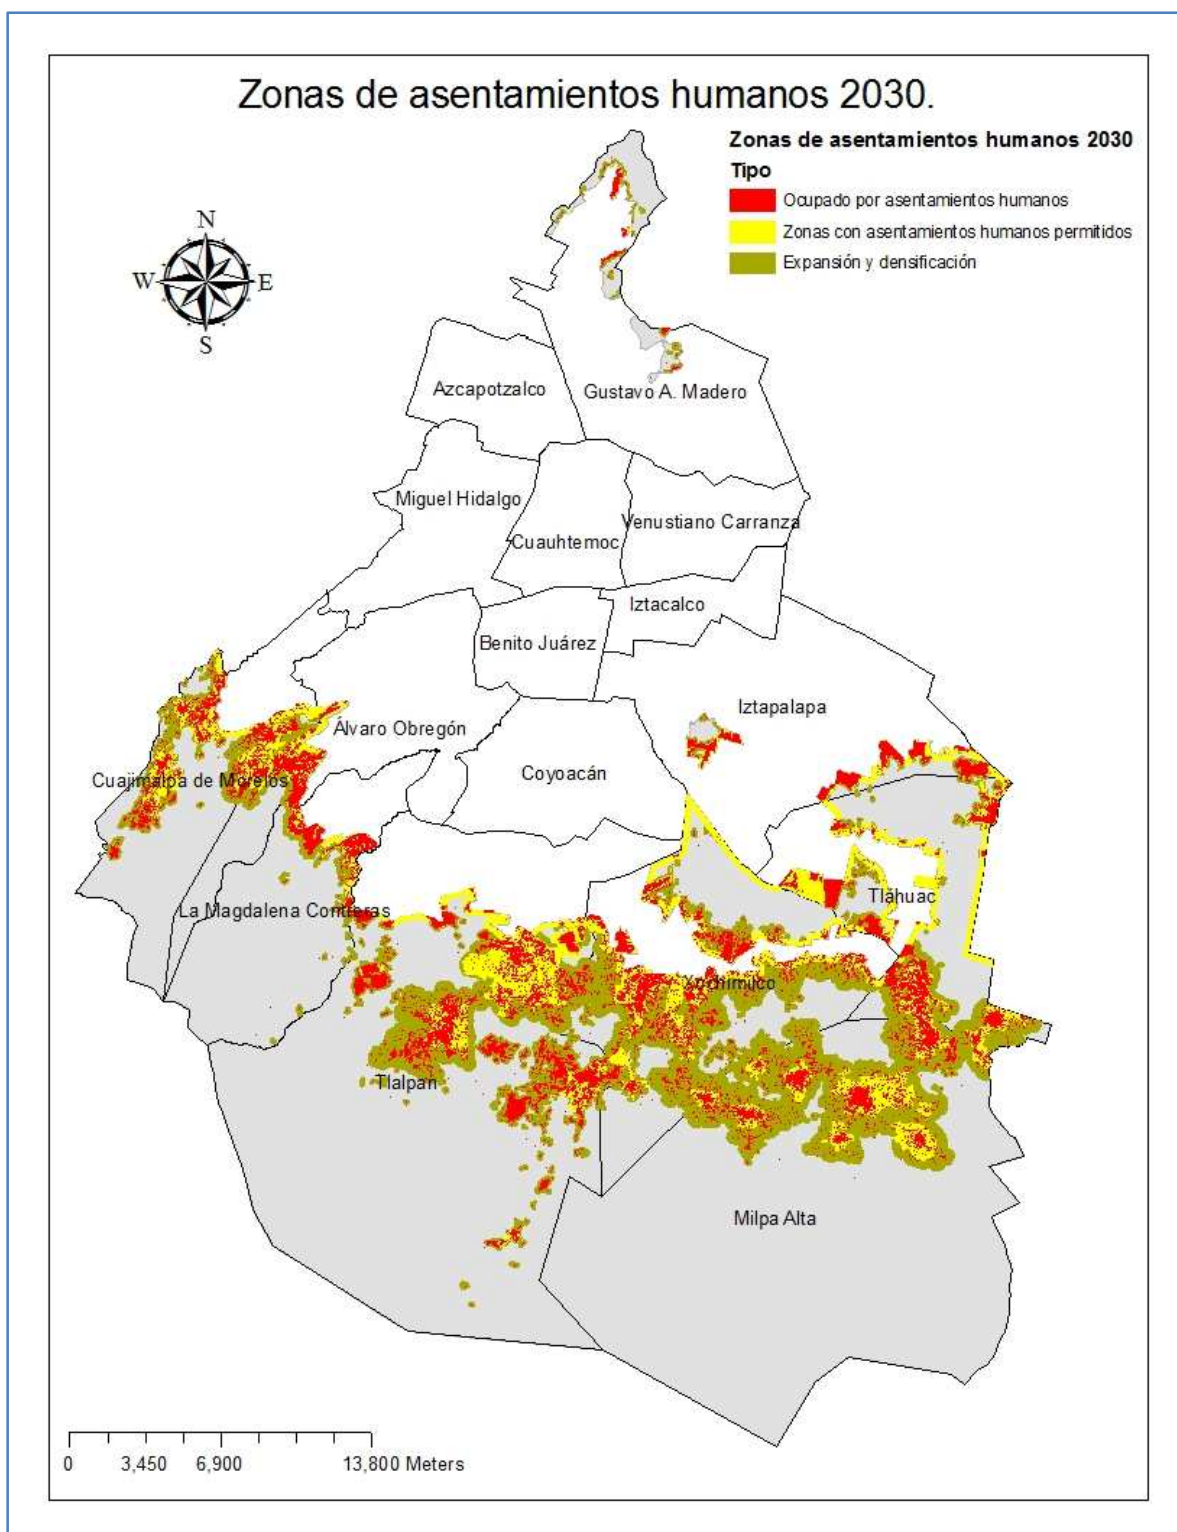 Zonas de asentamientos humanos 2030.
Zonas de asentamientos humanos 2030
Tipo
Ocupado por asentamientos humanos
Zonas con asentamientos humanos permitidos
Expansión y densificación
N
W
E
S
Azcapotzalco
Gustavo A. Madero
Miguel Hidalgo
Venustiano Carranza
Cuauhtemoc
Iztacalco
Benito Juárez
Iztapalapa
Álvaro Obregón
Coyoacán
Cuajimalpa de Morelos
Tláhuac
La Magdalena Contreras
Xochimilco
Tlalpan
Milpa Alta
0 3,450 6,900 13,800 Meters